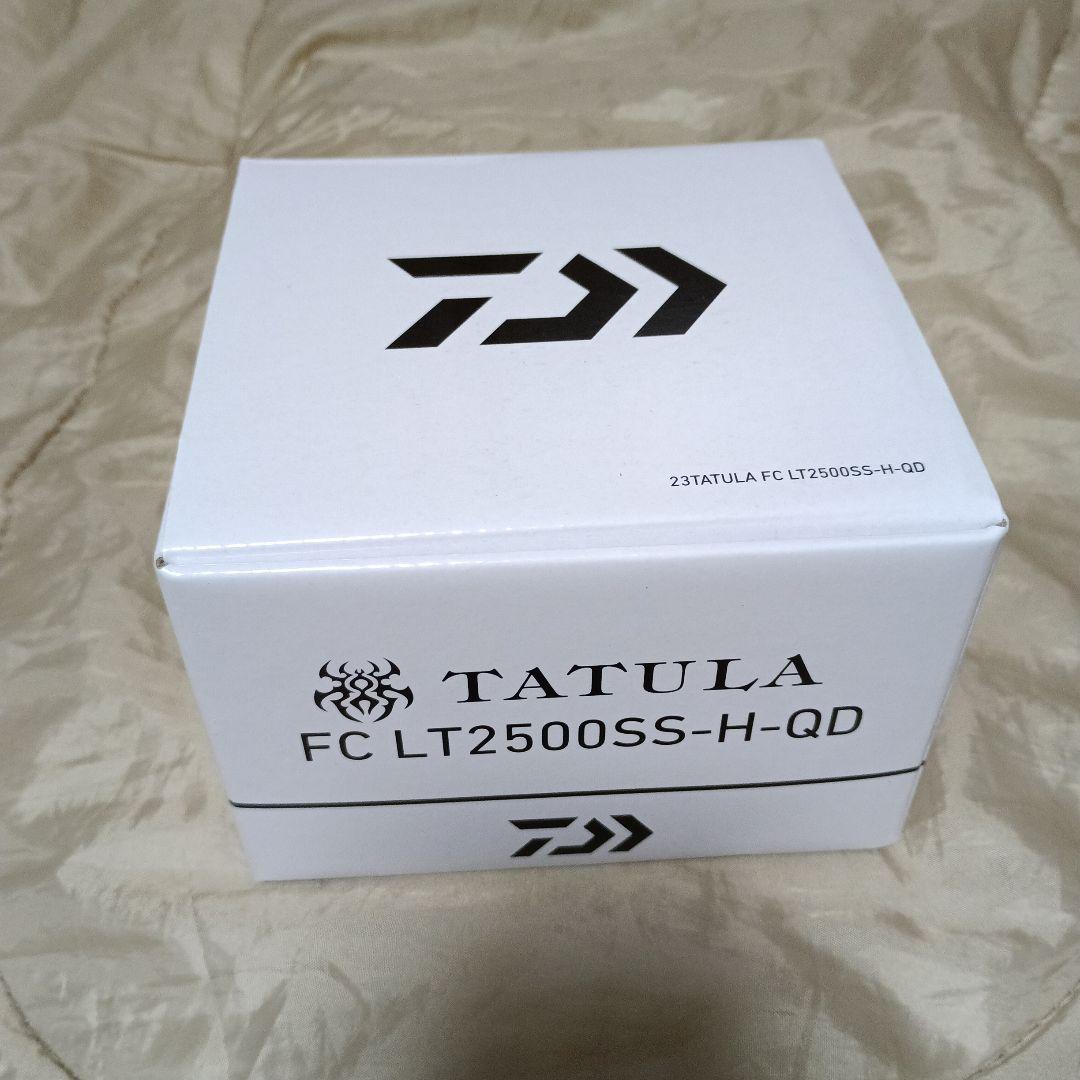 23TATULA FC LT2500SS-H-QD
TATULA
FC LT2500SS-H-QD